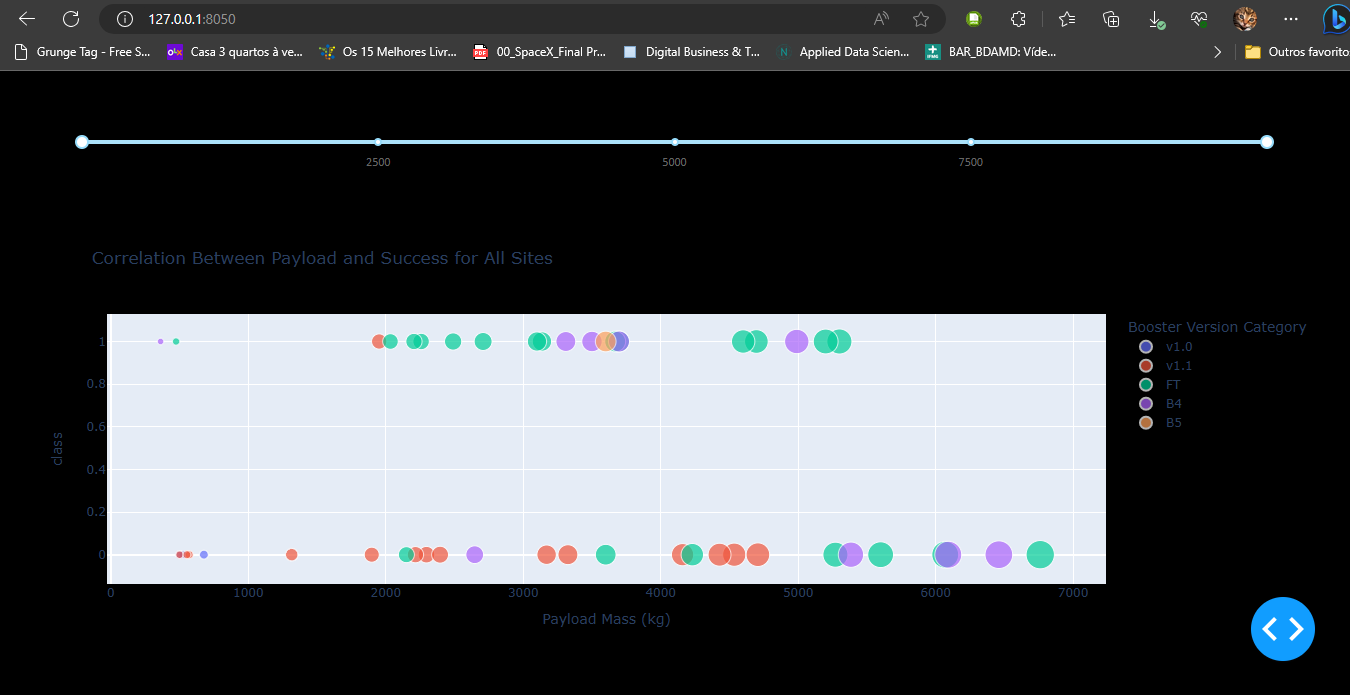 127.0.0.1:8050
Grunge Tag - Free S... Casa 3 quartos à ve... Os 15 Melhores Livr... 00_SpaceX_Final Pr... Digital Business & T... Applied Data Scien... BAR_BDAMD: Víde... Outros favorito
2500 5000 7500
Correlation Between Payload and Success for All Sites
Booster Version Category
v1.0
v1.1
FT
B4
B5
class
1
0.8
0.6
0.4
0.2
0
0 1000 2000 3000 4000 5000 6000 7000
Payload Mass (kg)